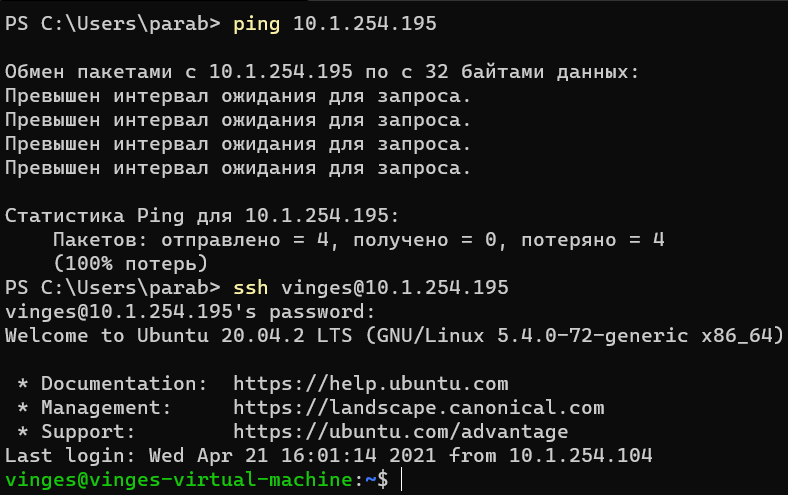 PS C:\Users\parab> ping 10.1.254.195

Обмен пакетами с 10.1.254.195 по с 32 байтами данных:
Превышен интервал ожидания для запроса.
Превышен интервал ожидания для запроса.
Превышен интервал ожидания для запроса.
Превышен интервал ожидания для запроса.

Статистика Ping для 10.1.254.195:
    Пакетов: отправлено = 4, получено = 0, потеряно = 4
    (100% потерь)
PS C:\Users\parab> ssh vinges@10.1.254.195
vinges@10.1.254.195's password:
Welcome to Ubuntu 20.04.2 LTS (GNU/Linux 5.4.0-72-generic x86_64)

 * Documentation:  https://help.ubuntu.com
 * Management:     https://landscape.canonical.com
 * Support:        https://ubuntu.com/advantage
Last login: Wed Apr 21 16:01:14 2021 from 10.1.254.104
vinges@vinges-virtual-machine:~$